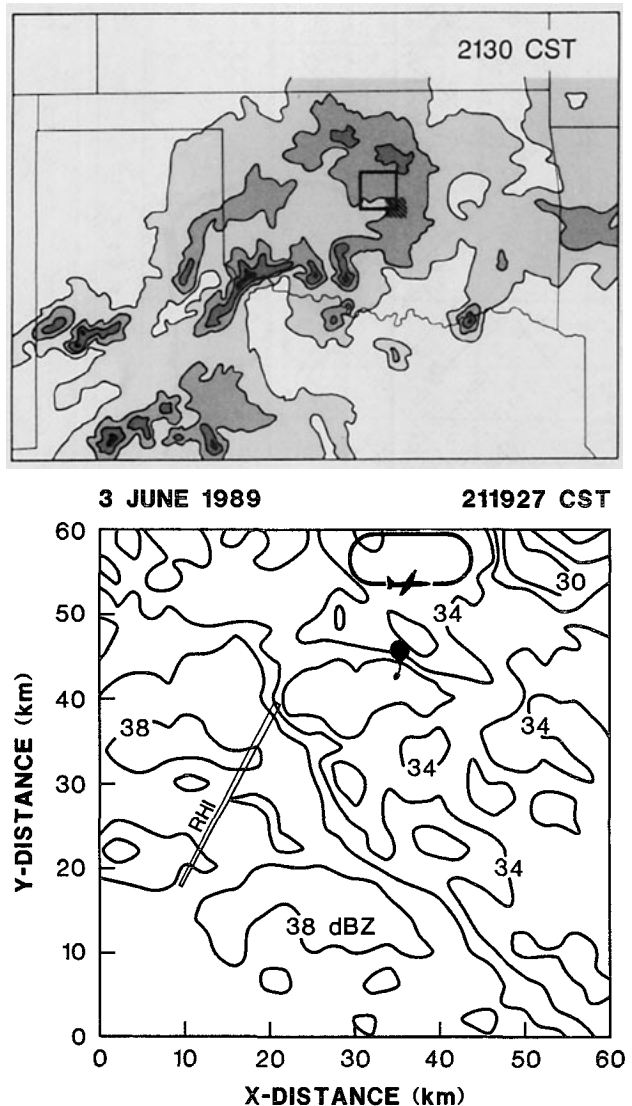 2130 CST
3 JUNE 1989 211927 CST
60
50
40
30
20
10
0
Y-DISTANCE (km)
30
34
38
34
34
RHI
34
38 dBZ
0 10 20 30 40 50 60
X-DISTANCE (km)